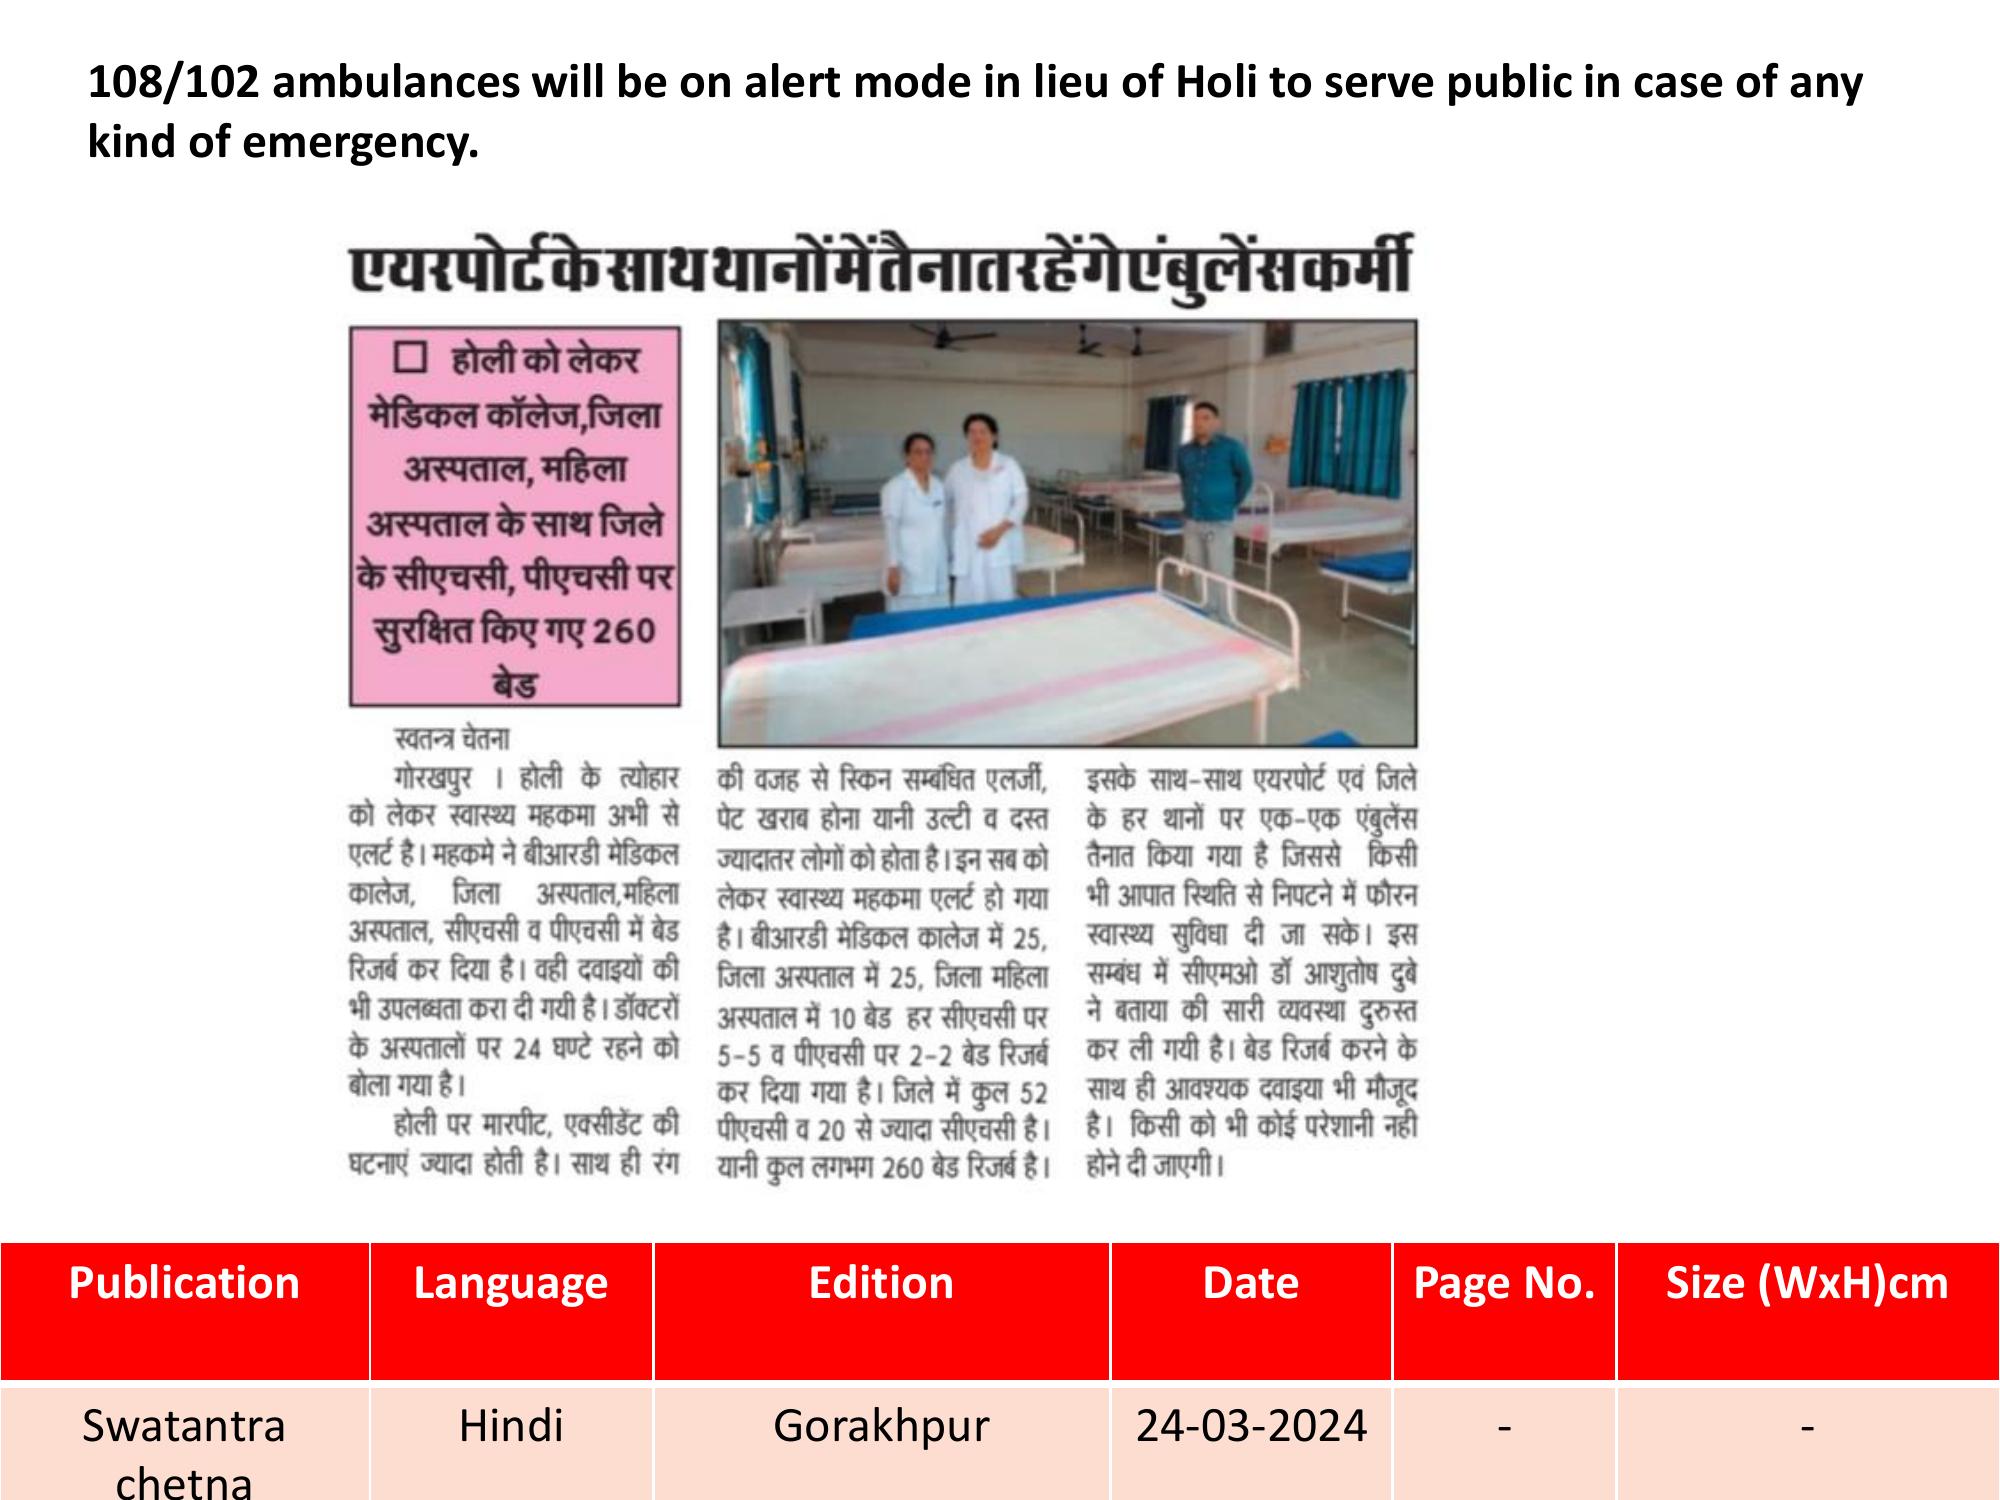 108/102 ambulances will be on alert mode in lieu of Holi to serve public in case of any
kind of emergency.
एयरपोर्ट के साथ थानों में तैनात रहेंगे एंबुलेंस कर्मी
□ होली को लेकर
मेडिकल कॉलेज,जिला
अस्पताल, महिला
अस्पताल के साथ जिले
के सीएचसी, पीएचसी पर
सुरक्षित किए गए 260
बेड
स्वतन्त्र चेतना
गोरखपुर । होली के त्योहार
को लेकर स्वास्थ्य महकमा अभी से
एलर्ट है। महकमे ने बीआरडी मेडिकल
कालेज, जिला अस्पताल,महिला
अस्पताल, सीएचसी व पीएचसी में बेड
रिजर्ब कर दिया है। वही दवाइयों की
भी उपलब्धता करा दी गयी है। डॉक्टरों
के अस्पतालों पर 24 घण्टे रहने को
बोला गया है।
होली पर मारपीट, एक्सीडेंट की
घटनाएं ज्यादा होती है। साथ ही रंग
की वजह से स्किन सम्बंधित एलर्जी,
पेट खराब होना यानी उल्टी व दस्त
ज्यादातर लोगों को होता है। इन सब को
लेकर स्वास्थ्य महकमा एलर्ट हो गया
है। बीआरडी मेडिकल कालेज में 25,
जिला अस्पताल में 25, जिला महिला
अस्पताल में 10 बेड हर सीएचसी पर
5-5 व पीएचसी पर 2-2 बेड रिजर्ब
कर दिया गया है। जिले में कुल 52
पीएचसी व 20 से ज्यादा सीएचसी है।
यानी कुल लगभग 260 बेड रिजर्ब है।
इसके साथ-साथ एयरपोर्ट एवं जिले
के हर थानों पर एक-एक एंबुलेंस
तैनात किया गया है जिससे किसी
भी आपात स्थिति से निपटने में फौरन
स्वास्थ्य सुविधा दी जा सके। इस
सम्बंध में सीएमओ डॉ आशुतोष दुबे
ने बताया की सारी व्यवस्था दुरुस्त
कर ली गयी है। बेड रिजर्ब करने के
साथ ही आवश्यक दवाइया भी मौजूद
है। किसी को भी कोई परेशानी नही
होने दी जाएगी।
Publication Language Edition Date Page No. Size (WxH)cm
Swatantra Hindi Gorakhpur 24-03-2024 - -
chetna